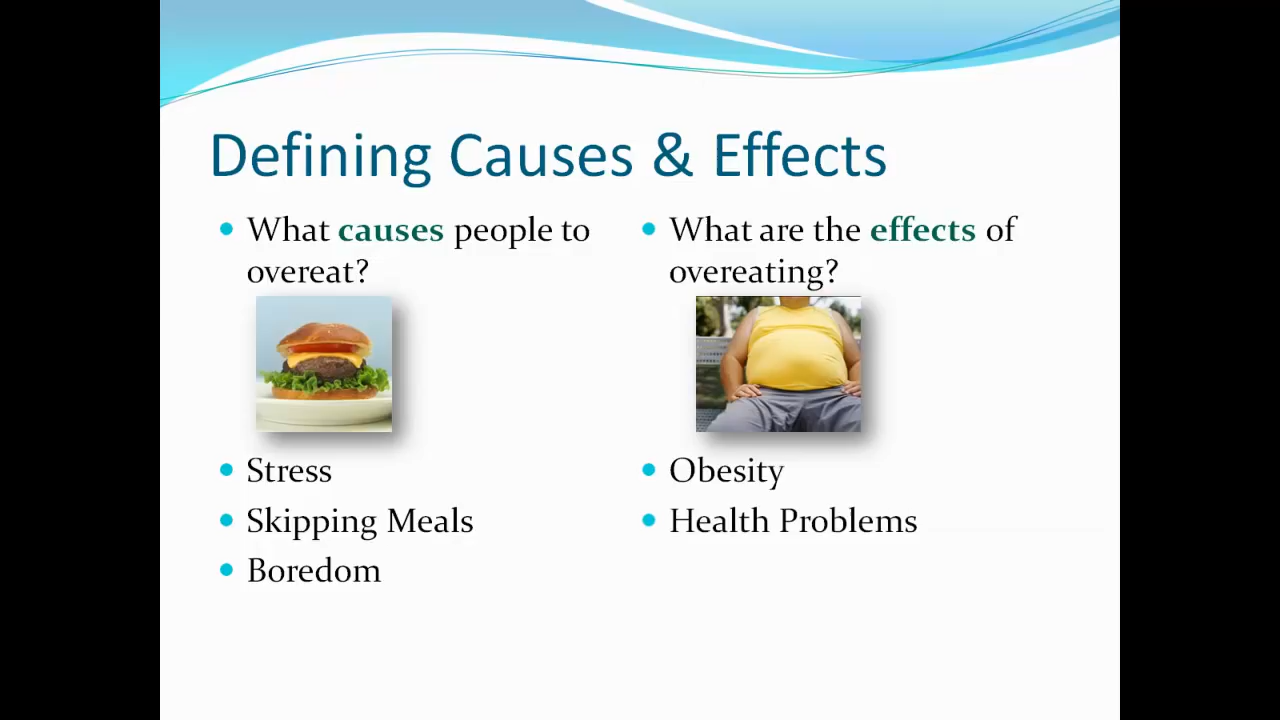 Defining Causes & Effects
• What causes people to
overeat?
• Stress
• Skipping Meals
• Boredom
• What are the effects of
overeating?
• Obesity
• Health Problems